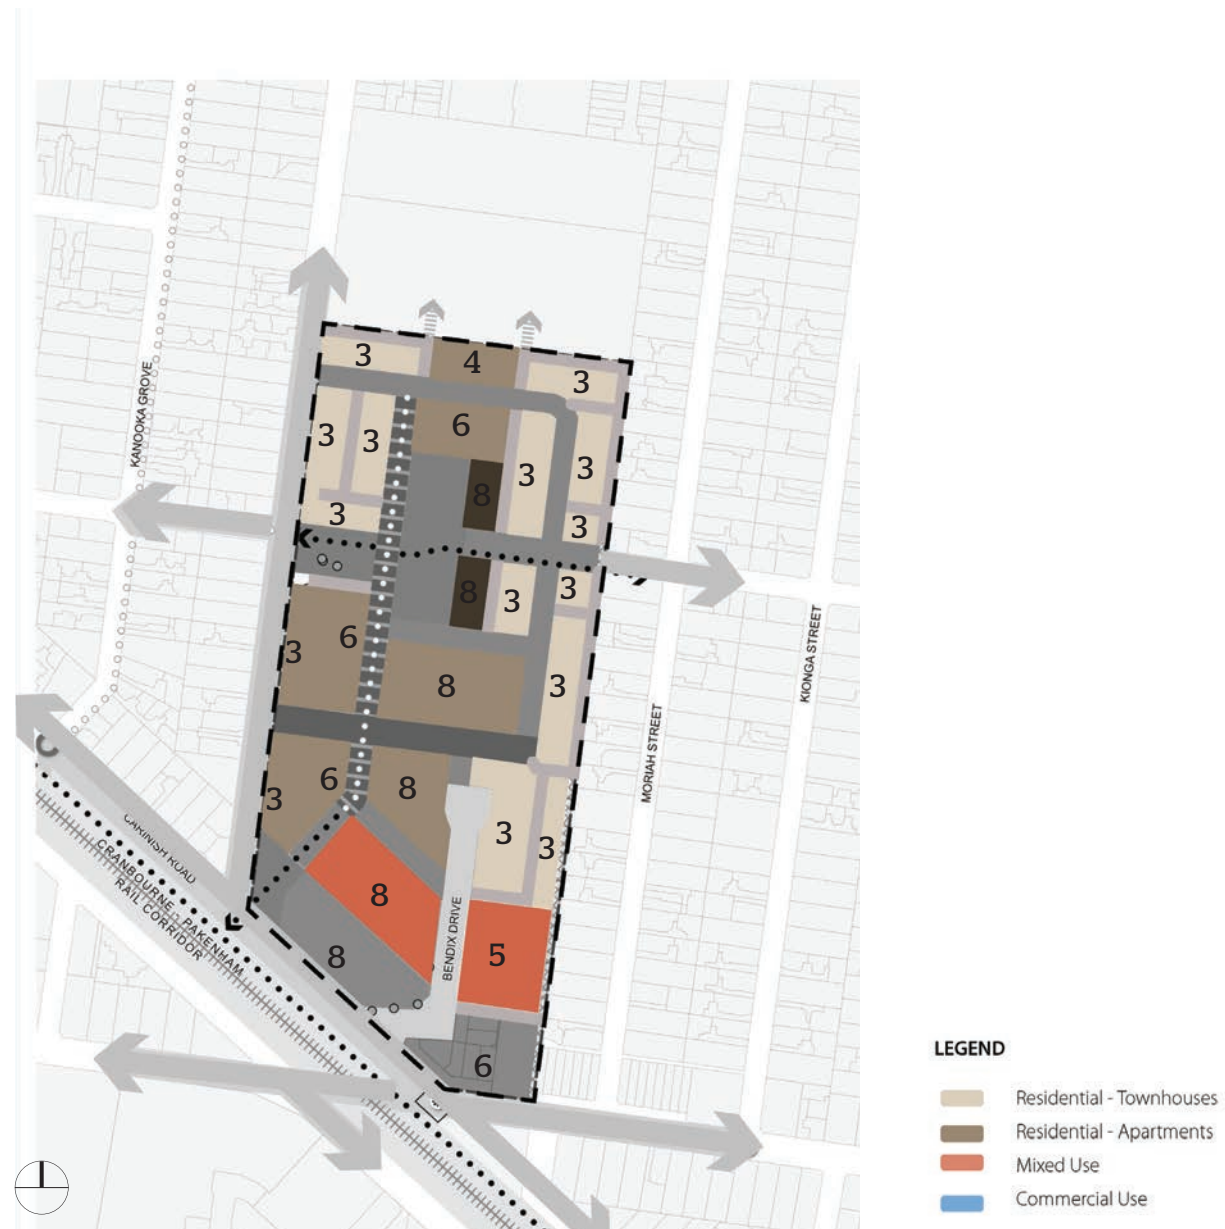 3
4
3
6
3
3
3
3
8
3
3
8
3
3
3
6
8
3
6
8
3
3
3
8
5
8
6
KANOOKA GROVE
KIONGA STREET
MORIAH STREET
CARINISH ROAD
CRANBOURNE - PAKENHAM
RAIL CORRIDOR
BENDIX DRIVE
LEGEND
Residential - Townhouses
Residential - Apartments
Mixed Use
Commercial Use